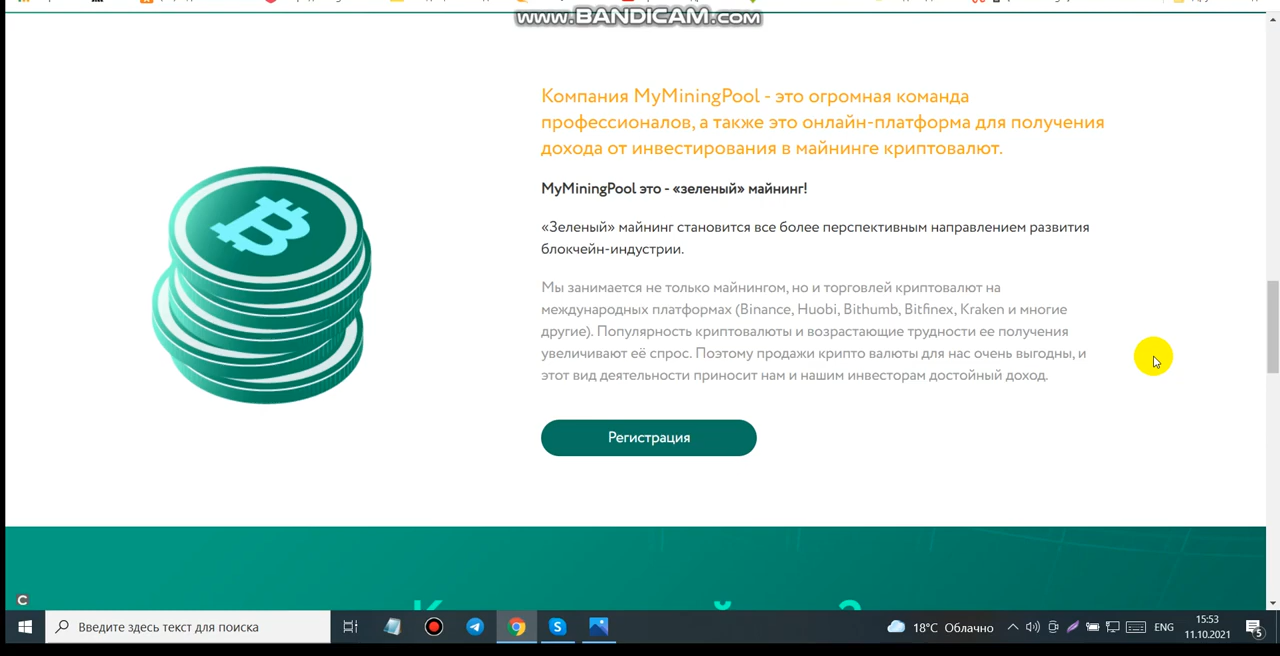 www.BANDICAM.com
Компания MyMiningPool - это огромная команда
профессионалов, а также это онлайн-платформа для получения
дохода от инвестирования в майнинге криптовалют.
MyMiningPool это - «зеленый» майнинг!
«Зеленый» майнинг становится все более перспективным направлением развития
блокчейн-индустрии.
Мы занимается не только майнингом, но и торговлей криптовалют на
международных платформах (Binance, Huobi, Bithumb, Bitfinex, Kraken и многие
другие). Популярность криптовалюты и возрастающие трудности ее получения
увеличивают её спрос. Поэтому продажи крипто валюты для нас очень выгодны, и
этот вид деятельности приносит нам и нашим инвесторам достойный доход.
Регистрация
Введите здесь текст для поиска
18°C Облачно
ENG
15:53
11.10.2021
5